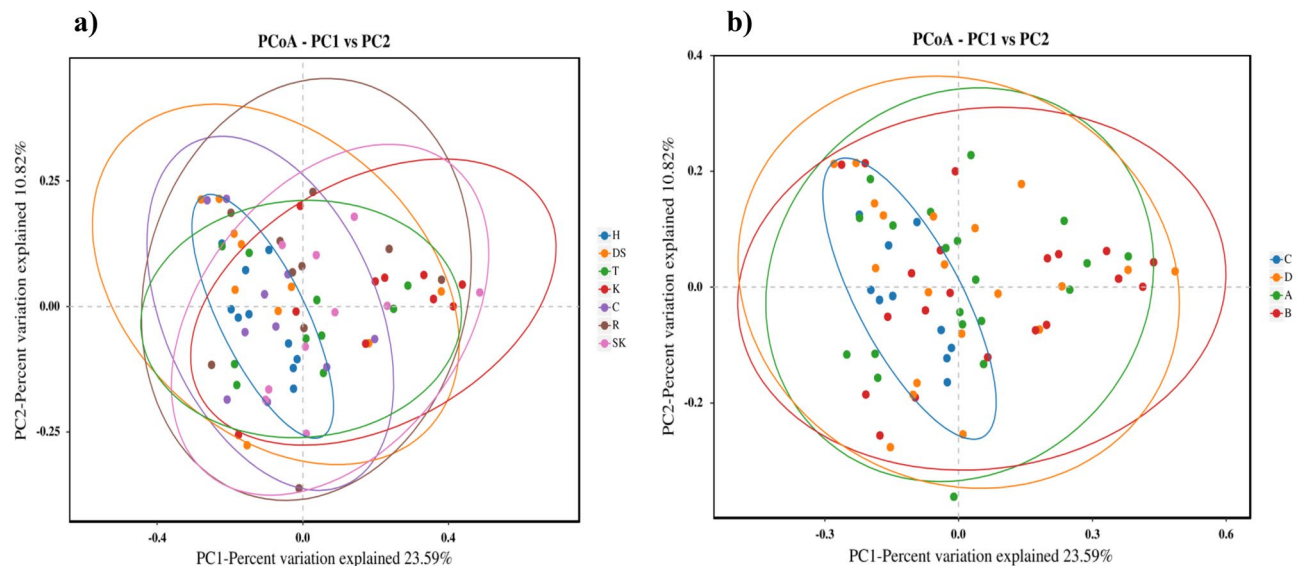 a)
PCoA - PC1 vs PC2
PC2-Percent variation explained 10.82%
0.25
0.00
-0.25
-0.4
0.0
0.4
PC1-Percent variation explained 23.59%
H
DS
T
K
C
R
SK
b)
PCoA - PC1 vs PC2
PC2-Percent variation explained 10.82%
0.4
0.2
0.0
-0.2
-0.3
0.0
0.3
0.6
PC1-Percent variation explained 23.59%
C
D
A
B